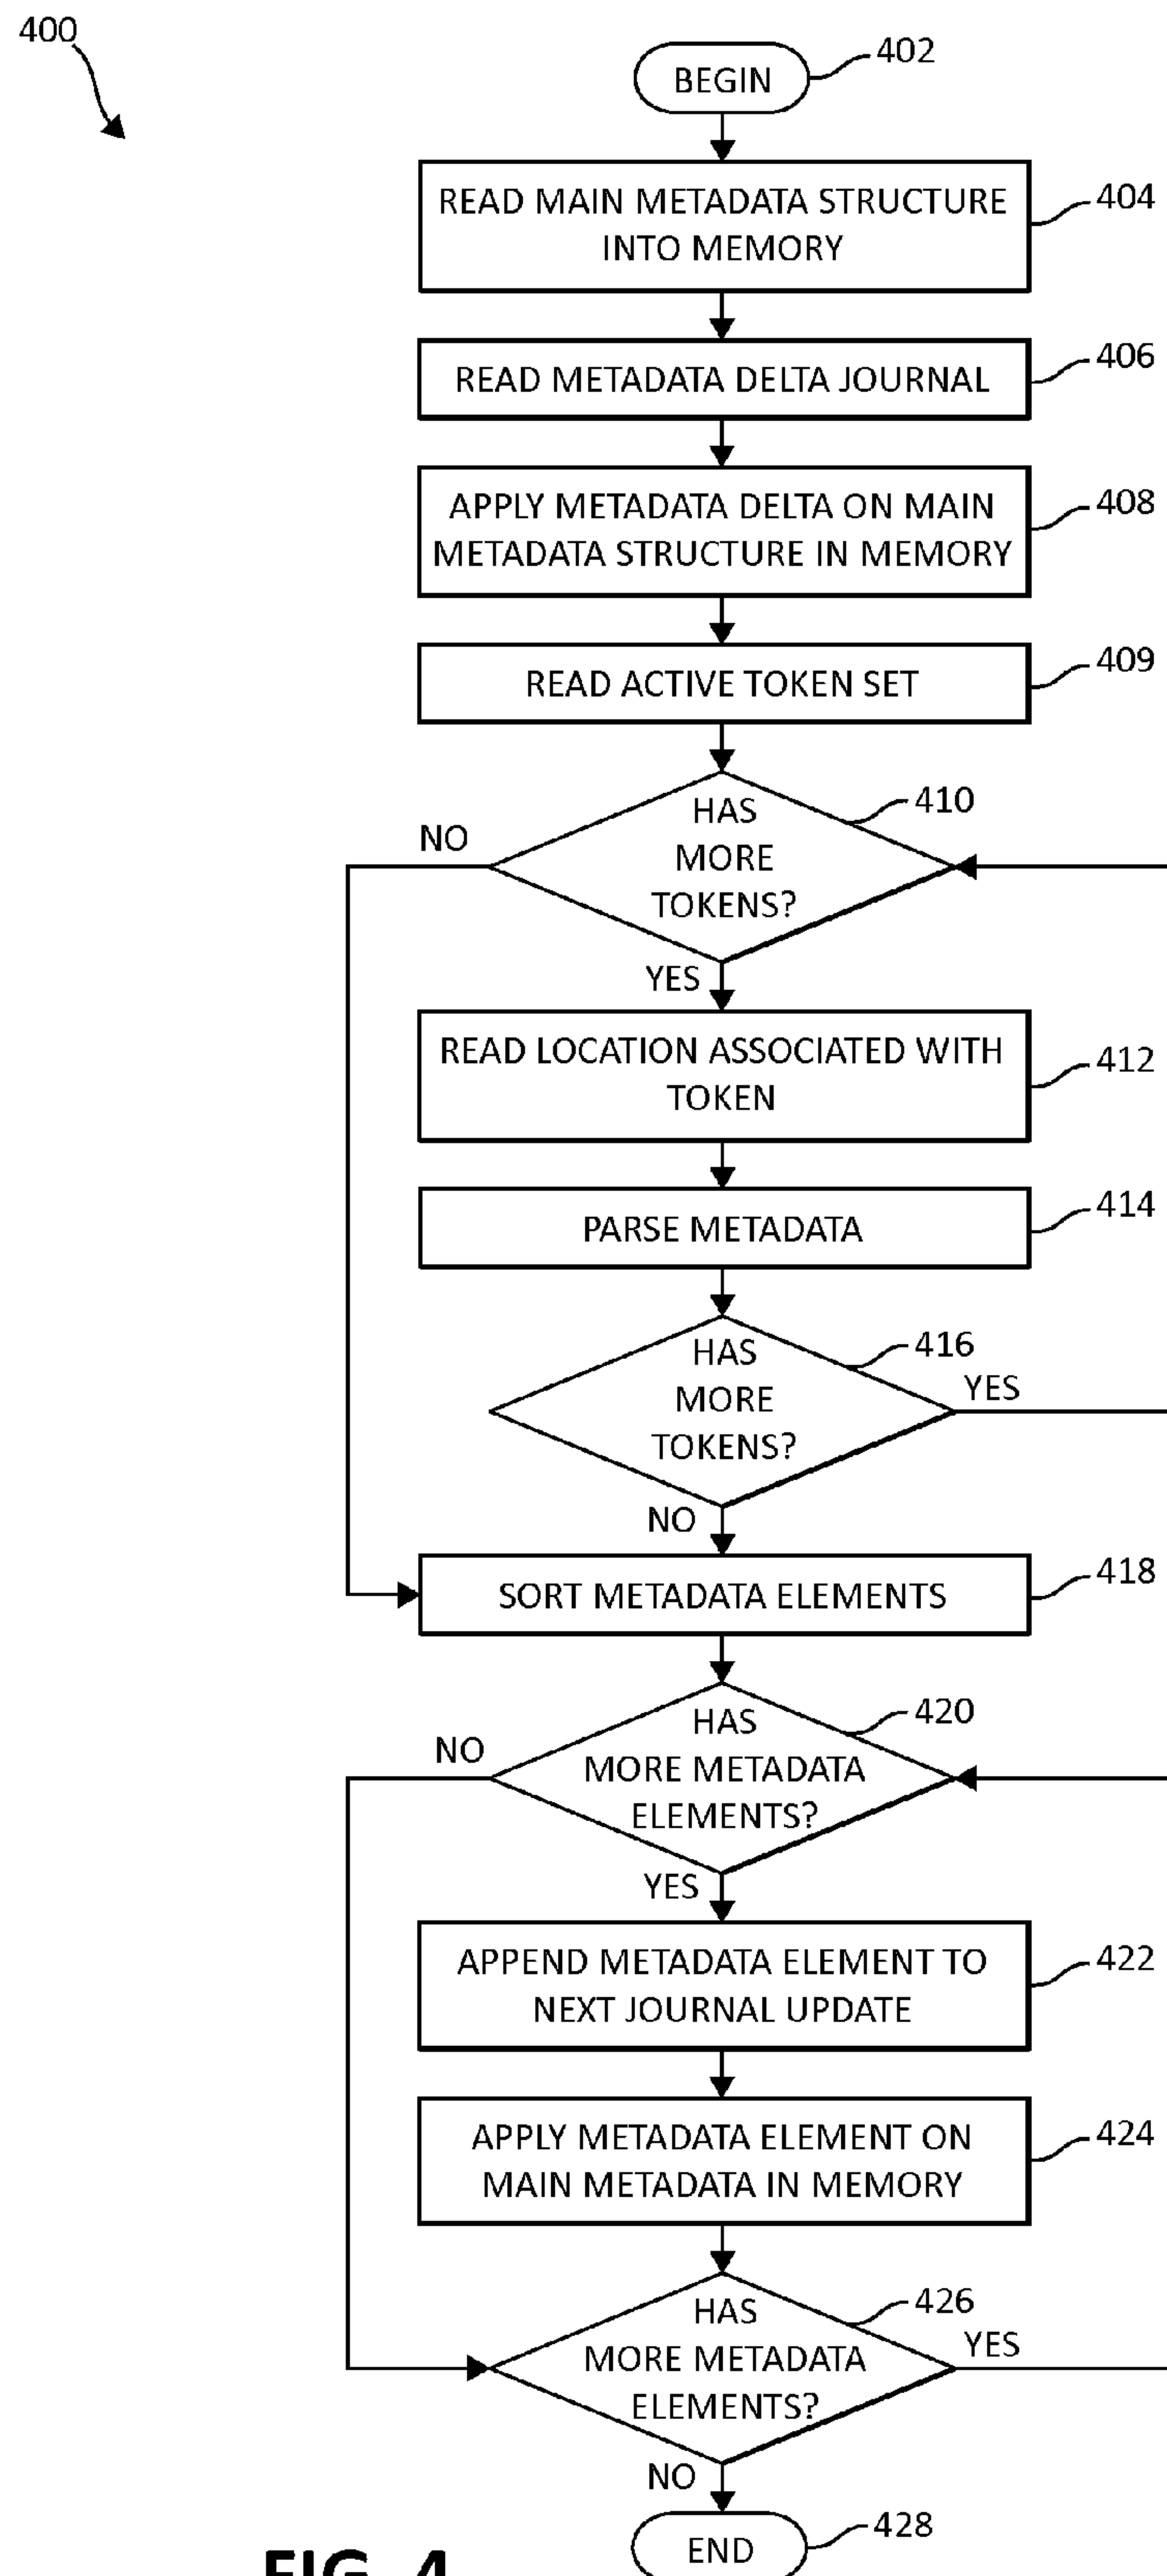 400
BEGIN
402
READ MAIN METADATA STRUCTURE
INTO MEMORY
404
READ METADATA DELTA JOURNAL
406
APPLY METADATA DELTA ON MAIN
METADATA STRUCTURE IN MEMORY
408
READ ACTIVE TOKEN SET
409
HAS
MORE
TOKENS?
410
NO
YES
READ LOCATION ASSOCIATED WITH
TOKEN
412
PARSE METADATA
414
HAS
MORE
TOKENS?
416
YES
NO
SORT METADATA ELEMENTS
418
HAS
MORE METADATA
ELEMENTS?
420
NO
YES
APPEND METADATA ELEMENT TO
NEXT JOURNAL UPDATE
422
APPLY METADATA ELEMENT ON
MAIN METADATA IN MEMORY
424
HAS
MORE METADATA
ELEMENTS?
426
YES
NO
END
428
FIG. 4